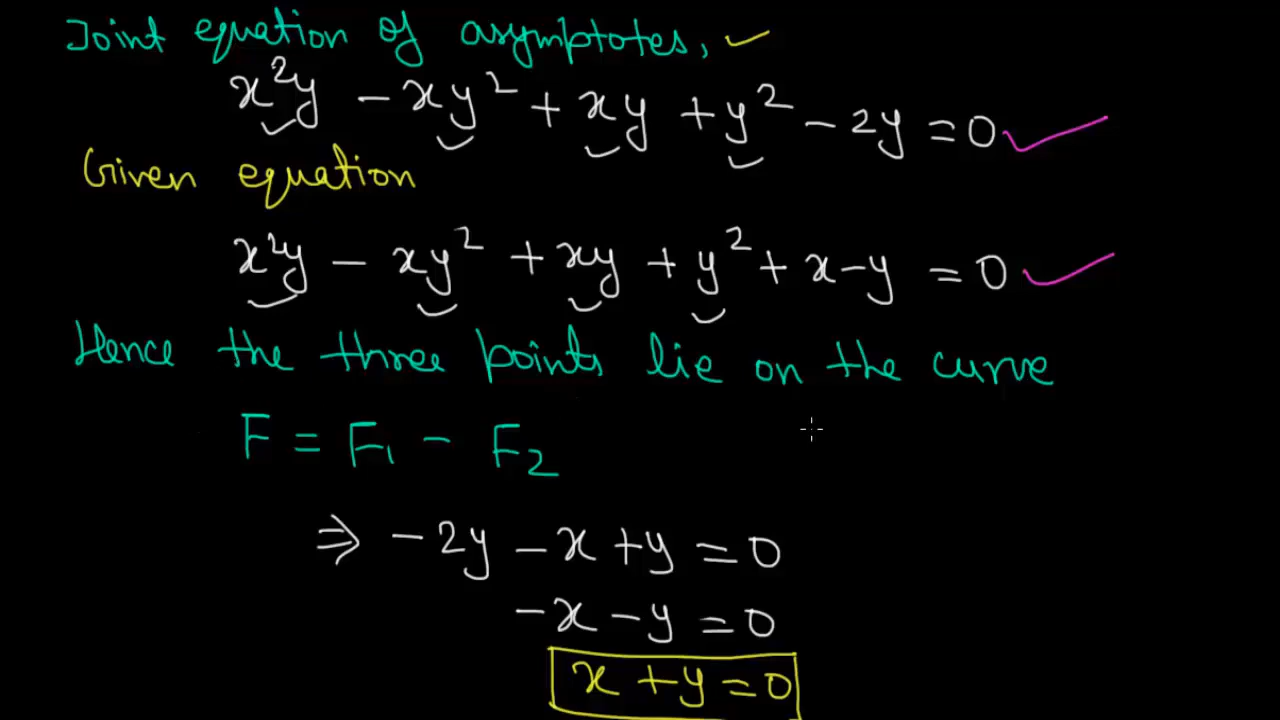 Joint equation of asymptotes,
x²y - xy² + xy + y² - 2y = 0
Given equation
x²y - xy² + xy + y² + x - y = 0
Hence the three points lie on the curve
F = F₁ - F₂
⇒ -2y - x + y = 0
-x - y = 0
x + y = 0